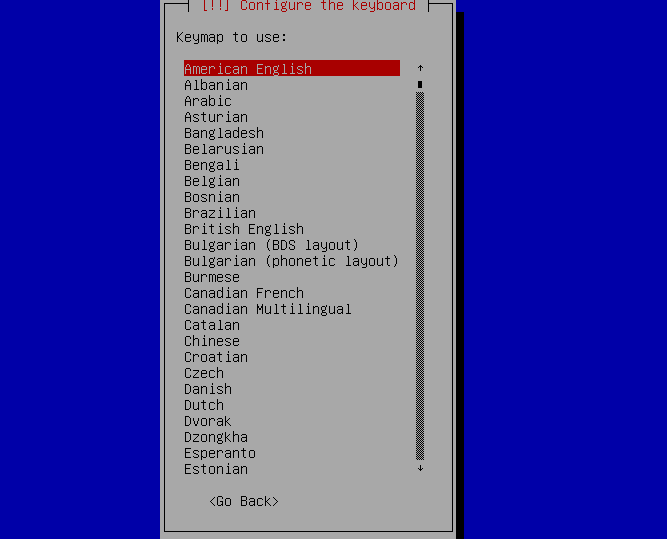 [!!] Configure the keyboard
Keymap to use:
American English
Albanian
Arabic
Asturian
Bangladesh
Belarusian
Bengali
Belgian
Bosnian
Brazilian
British English
Bulgarian (BDS layout)
Bulgarian (phonetic layout)
Burmese
Canadian French
Canadian Multilingual
Catalan
Chinese
Croatian
Czech
Danish
Dutch
Dvorak
Dzongkha
Esperanto
Estonian
<Go Back>